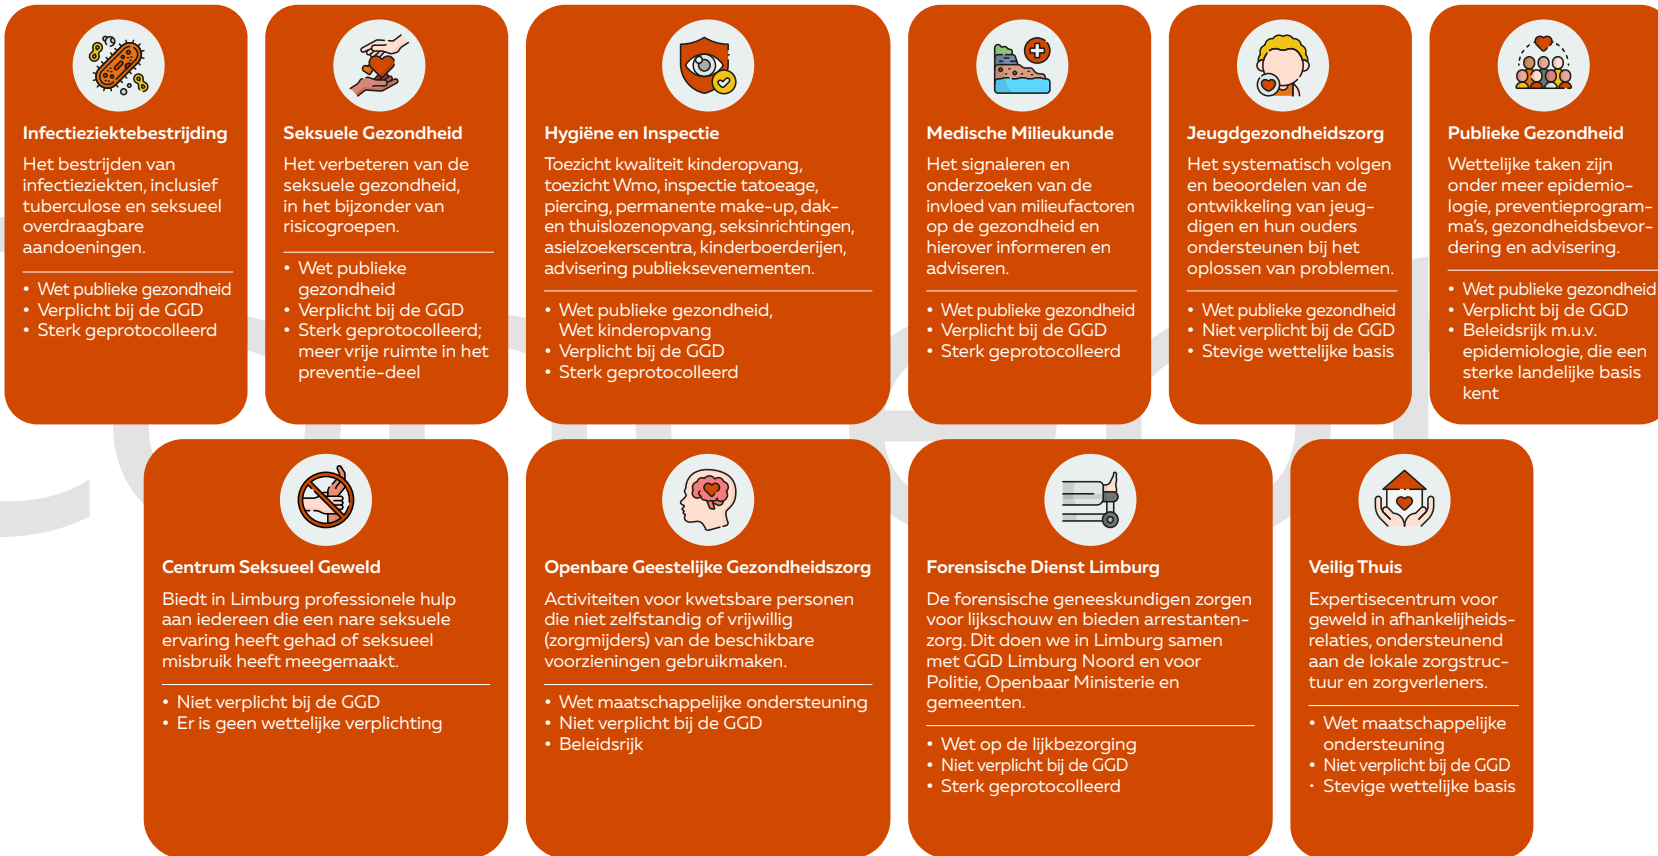 Infectieziektebestrijding
Het bestrijden van
infectieziekten, inclusief
tuberculose en seksueel
overdraagbare
aandoeningen.
• Wet publieke gezondheid
• Verplicht bij de GGD
• Sterk geprotocolleerd
Seksuele Gezondheid
Het verbeteren van de
seksuele gezondheid,
in het bijzonder van
risicogroepen.
• Wet publieke
gezondheid
• Verplicht bij de GGD
• Sterk geprotocolleerd;
meer vrije ruimte in het
preventie-deel
Hygiëne en Inspectie
Toezicht kwaliteit kinderopvang,
toezicht Wmo, inspectie tatoeage,
piercing, permanente make-up, dak-
en thuislozenopvang, seksinrichtingen,
asielzoekerscentra, kinderboerderijen,
advisering publieksevenementen.
• Wet publieke gezondheid,
Wet kinderopvang
• Verplicht bij de GGD
• Sterk geprotocolleerd
Medische Milieukunde
Het signaleren en
onderzoeken van de
invloed van milieufactoren
op de gezondheid en
hierover informeren en
adviseren.
• Wet publieke gezondheid
• Verplicht bij de GGD
• Sterk geprotocolleerd
Jeugdgezondheidszorg
Het systematisch volgen
en beoordelen van de
ontwikkeling van jeug-
digen en hun ouders
ondersteunen bij het
oplossen van problemen.
• Wet publieke gezondheid
• Niet verplicht bij de GGD
• Stevige wettelijke basis
Publieke Gezondheid
Wettelijke taken zijn
onder meer epidemio-
logie, preventieprogram-
ma's, gezondheidsbevor-
dering en advisering.
• Wet publieke gezondheid
• Verplicht bij de GGD
• Beleidsrijk m.u.v.
epidemiologie, die een
sterke landelijke basis
kent
Centrum Seksueel Geweld
Biedt in Limburg professionele hulp
aan iedereen die een nare seksuele
ervaring heeft gehad of seksueel
misbruik heeft meegemaakt.
• Niet verplicht bij de GGD
• Er is geen wettelijke verplichting
Openbare Geestelijke Gezondheidszorg
Activiteiten voor kwetsbare personen
die niet zelfstandig of vrijwillig
(zorgmijders) van de beschikbare
voorzieningen gebruikmaken.
• Wet maatschappelijke ondersteuning
• Niet verplicht bij de GGD
• Beleidsrijk
Forensische Dienst Limburg
De forensische geneeskundigen zorgen
voor lijkschouw en bieden arrestanten-
zorg. Dit doen we in Limburg samen
met GGD Limburg Noord en voor
Politie, Openbaar Ministerie en
gemeenten.
• Wet op de lijkbezorging
• Niet verplicht bij de GGD
• Sterk geprotocolleerd
Veilig Thuis
Expertisecentrum voor
geweld in afhankelijheids-
relaties, ondersteunend
aan de lokale zorgstruc-
tuur en zorgverleners.
• Wet maatschappelijke
ondersteuning
• Niet verplicht bij de GGD
• Stevige wettelijke basis